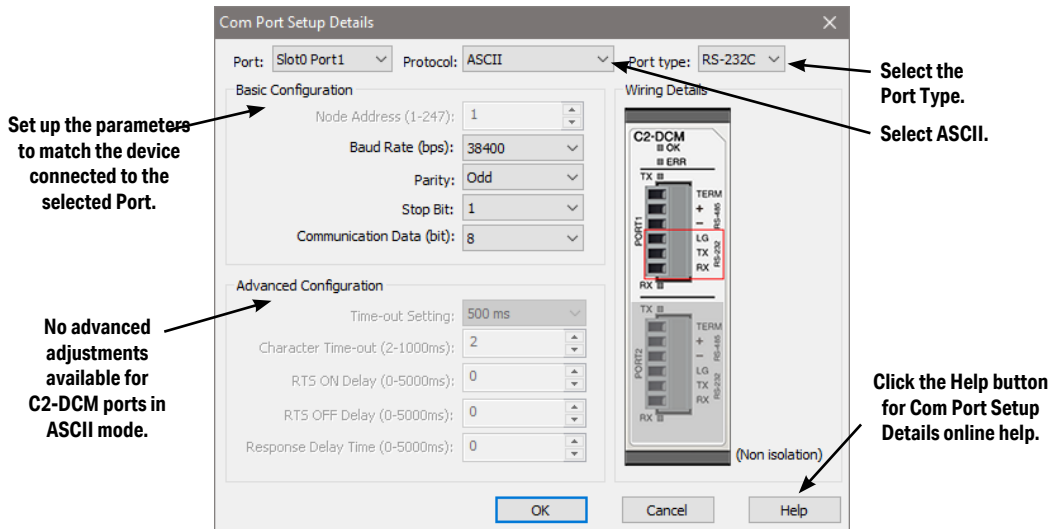 Com Port Setup Details
Port: Slot0 Port1 Protocol: ASCII Port type: RS-232C
Select the
Port Type.
Select ASCII.
Basic Configuration
Node Address (1-247): 1
Baud Rate (bps): 38400
Parity: Odd
Stop Bit: 1
Communication Data (bit): 8
Set up the parameters
to match the device
connected to the
selected Port.
Advanced Configuration
Time-out Setting: 500 ms
Character Time-out (2-1000ms): 2
RTS ON Delay (0-5000ms): 0
RTS OFF Delay (0-5000ms): 0
Response Delay Time (0-5000ms): 0
No advanced
adjustments
available for
C2-DCM ports in
ASCII mode.
Wiring Details
C2-DCM
OK
ERR
TX
PORT1
TERM
+
−
RS-485
LG
TX
RX
RS-232
RX
TX
PORT2
TERM
+
−
RS-485
LG
TX
RX
RS-232
RX
(Non isolation)
Click the Help button
for Com Port Setup
Details online help.
OK Cancel Help